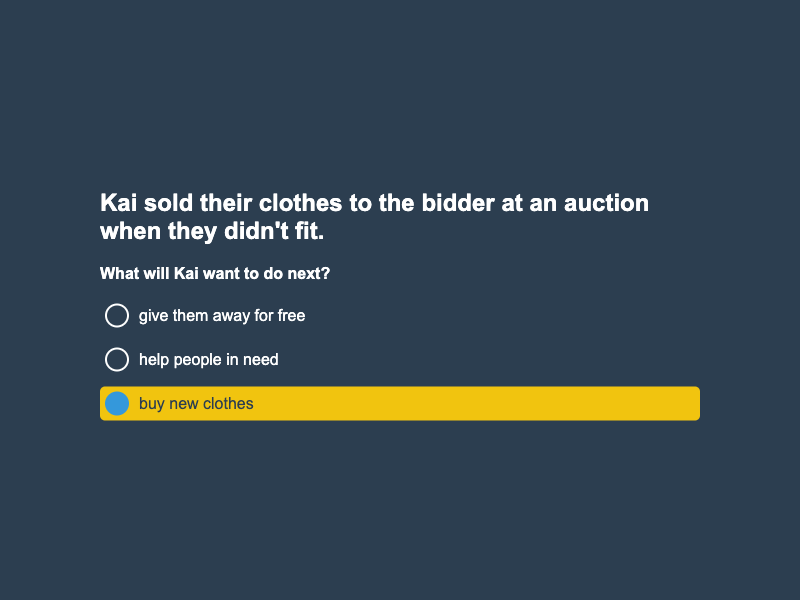 Kai sold their clothes to the bidder at an auction
when they didn't fit.
What will Kai want to do next?
give them away for free
help people in need
buy new clothes